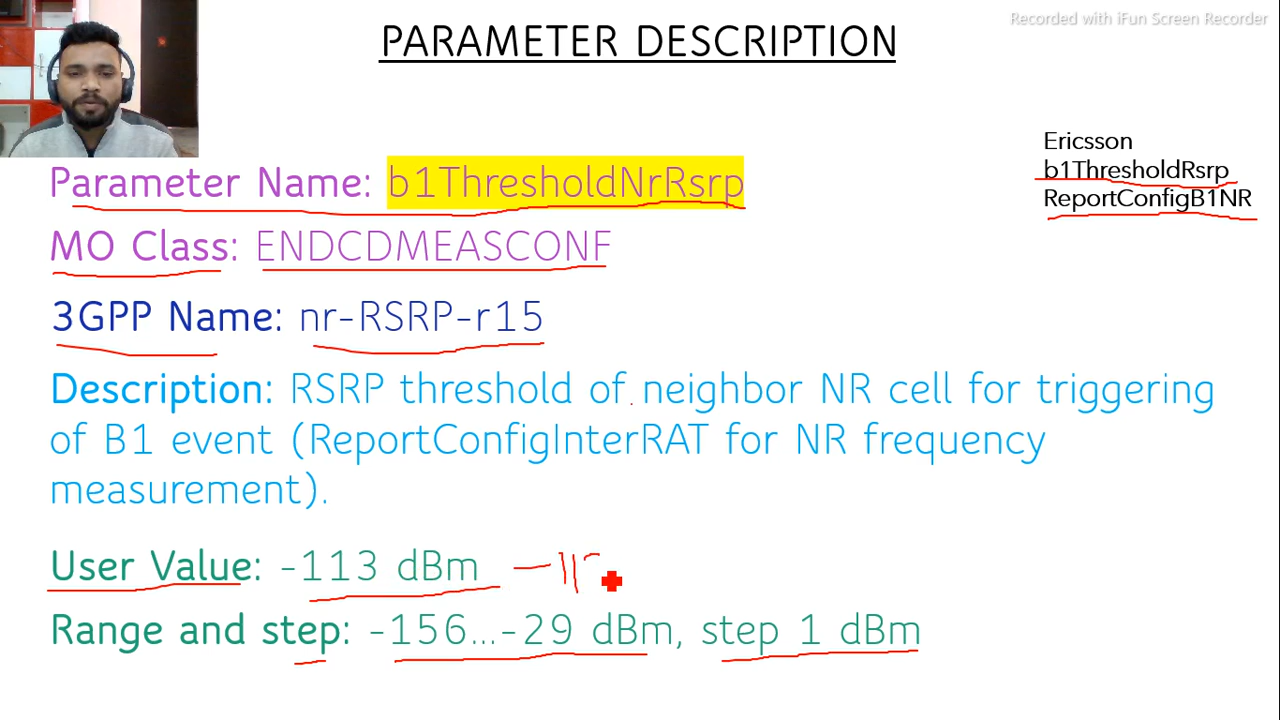 Recorded with iFun Screen Recorder
PARAMETER DESCRIPTION
Ericsson
b1ThresholdRsrp
ReportConfigB1NR
Parameter Name: b1ThresholdNrRsrp
MO Class: ENDCDMEASCONF
3GPP Name: nr-RSRP-r15
Description: RSRP threshold of neighbor NR cell for triggering
of B1 event (ReportConfigInterRAT for NR frequency
measurement).
User Value: -113 dBm
Range and step: -156...-29 dBm, step 1 dBm